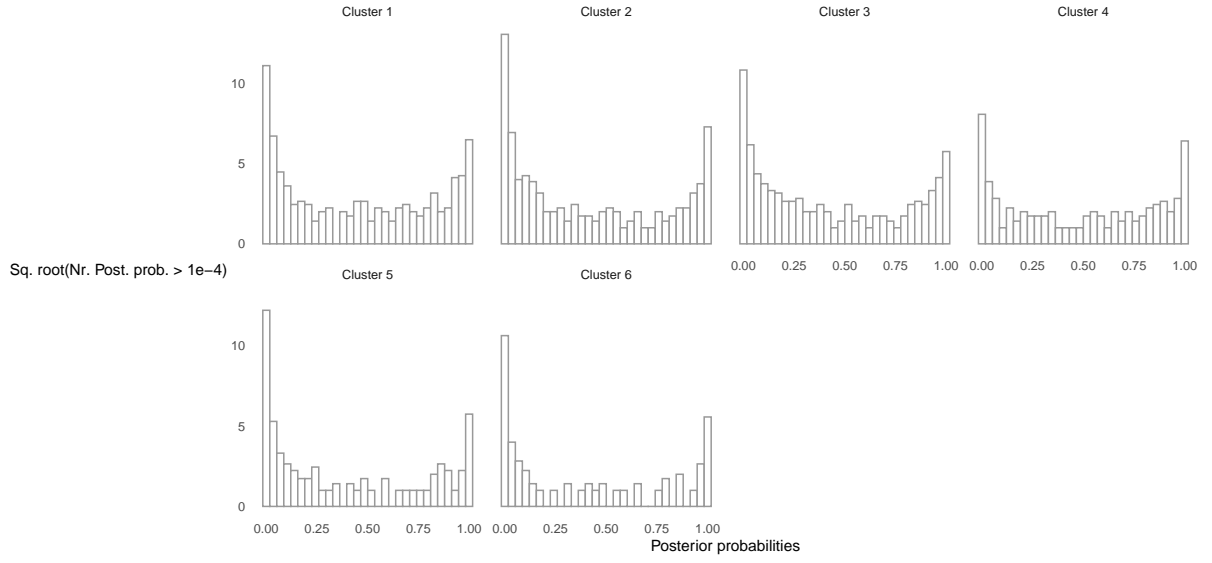 Cluster 1 Cluster 2 Cluster 3 Cluster 4
10
5
0
0.00 0.25 0.50 0.75 1.00 0.00 0.25 0.50 0.75 1.00
Sq. root(Nr. Post. prob. > 1e−4)
Cluster 5 Cluster 6
10
5
0
0.00 0.25 0.50 0.75 1.00 0.00 0.25 0.50 0.75 1.00
Posterior probabilities